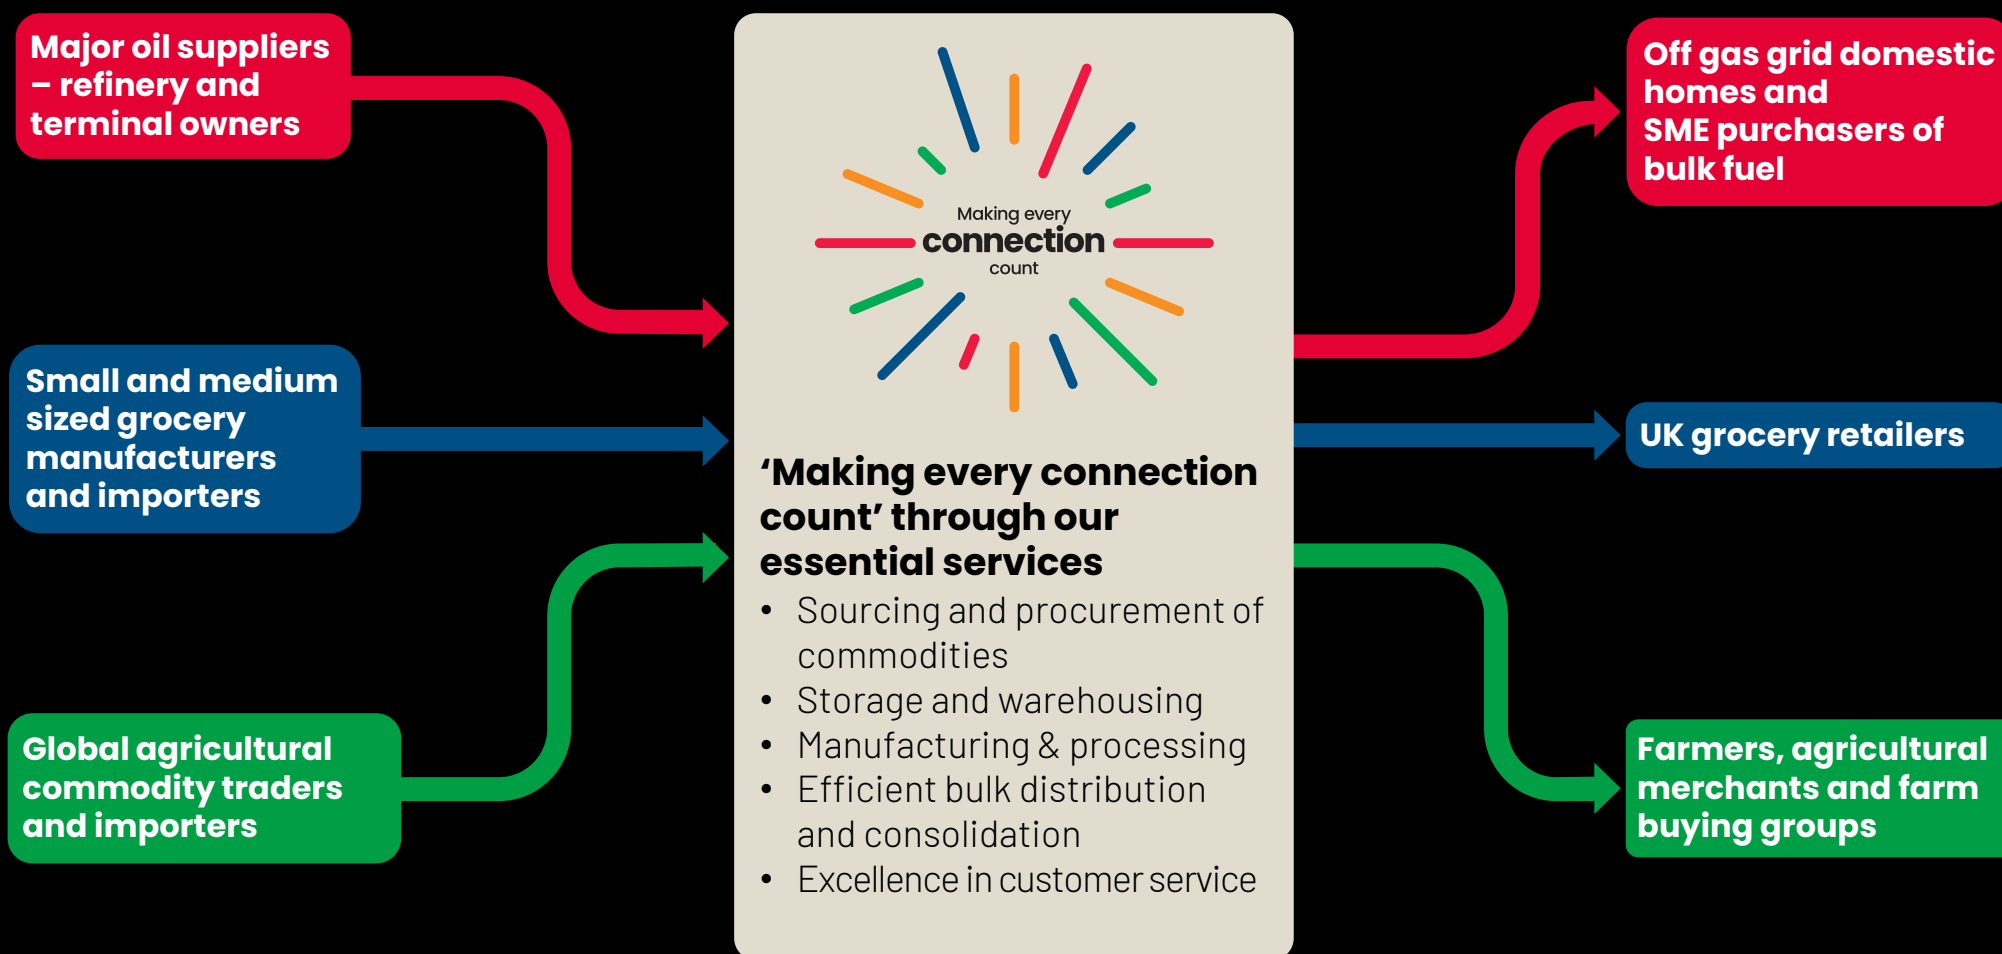 Major oil suppliers
– refinery and
terminal owners
Small and medium
sized grocery
manufacturers
and importers
Global agricultural
commodity traders
and importers
Making every
connection
count
‘Making every connection
count’ through our
essential services
• Sourcing and procurement of
commodities
• Storage and warehousing
• Manufacturing & processing
• Efficient bulk distribution
and consolidation
• Excellence in customer service
Off gas grid domestic
homes and
SME purchasers of
bulk fuel
UK grocery retailers
Farmers, agricultural
merchants and farm
buying groups